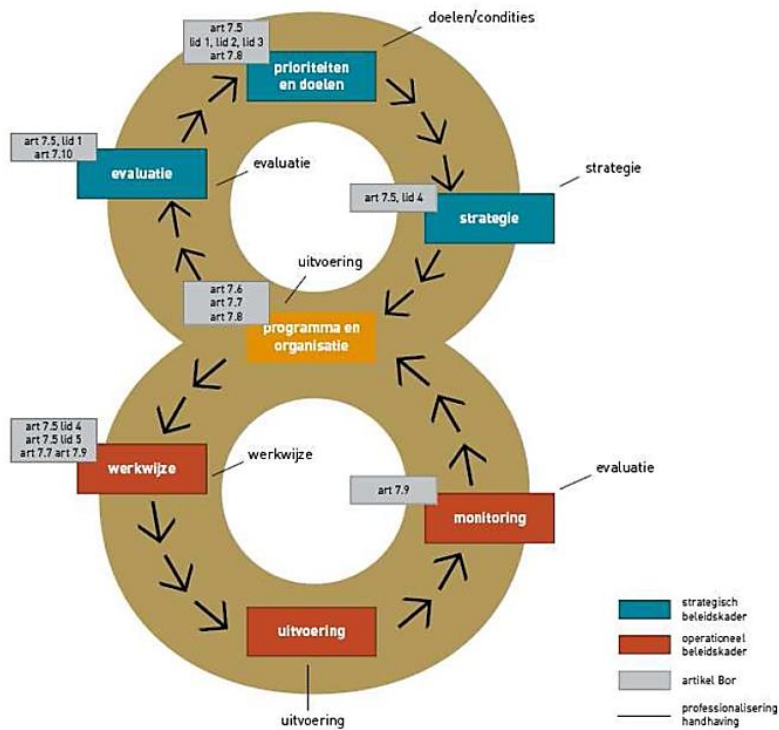 doelen/condities
art 7.5
lid 1, lid 2, lid 3
art 7.8
prioriteiten
en doelen
art 7.5, lid 1
art 7.10
evaluatie
evaluatie
strategie
art 7.5, lid 4
strategie
uitvoering
art 7.6
art 7.7
art 7.8
programma en
organisatie
art 7.5 lid 4
art 7.5 lid 5
art 7.7 art 7.9
werkwijze
werkwijze
evaluatie
art 7.9
monitoring
uitvoering
uitvoering
strategisch
beleidskader
operationeel
beleidskader
artikel Bor
professionalisering
handhaving